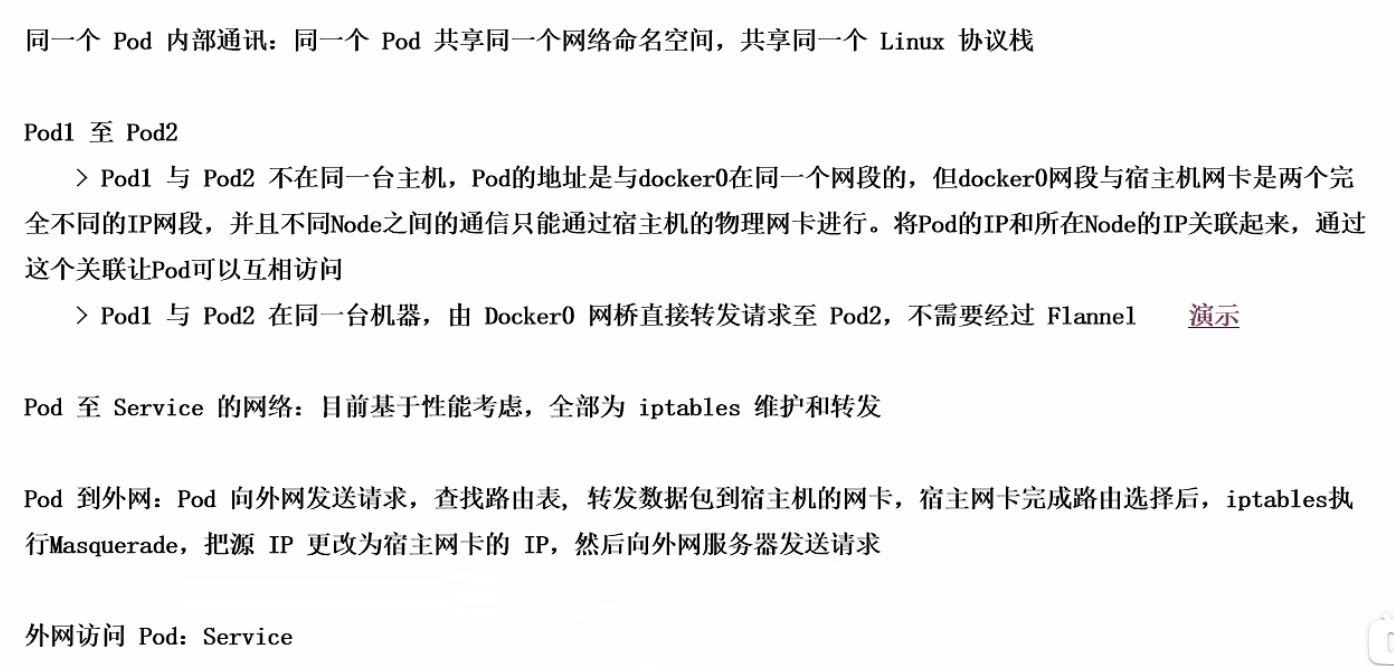 同一个 Pod 内部通讯：同一个 Pod 共享同一个网络命名空间，共享同一个 Linux 协议栈
Pod1 至 Pod2
> Pod1 与 Pod2 不在同一台主机，Pod的地址是与docker0在同一个网段的，但docker0网段与宿主机网卡是两个完
全不同的IP网段，并且不同Node之间的通信只能通过宿主机的物理网卡进行。将Pod的IP和所在Node的IP关联起来，通过
这个关联让Pod可以互相访问
> Pod1 与 Pod2 在同一台机器，由 Docker0 网桥直接转发请求至 Pod2，不需要经过 Flannel 演示
Pod 至 Service 的网络：目前基于性能考虑，全部为 iptables 维护和转发
Pod 到外网：Pod 向外网发送请求，查找路由表, 转发数据包到宿主机的网卡，宿主网卡完成路由选择后，iptables执
行Masquerade，把源 IP 更改为宿主网卡的 IP，然后向外网服务器发送请求
外网访问 Pod：Service